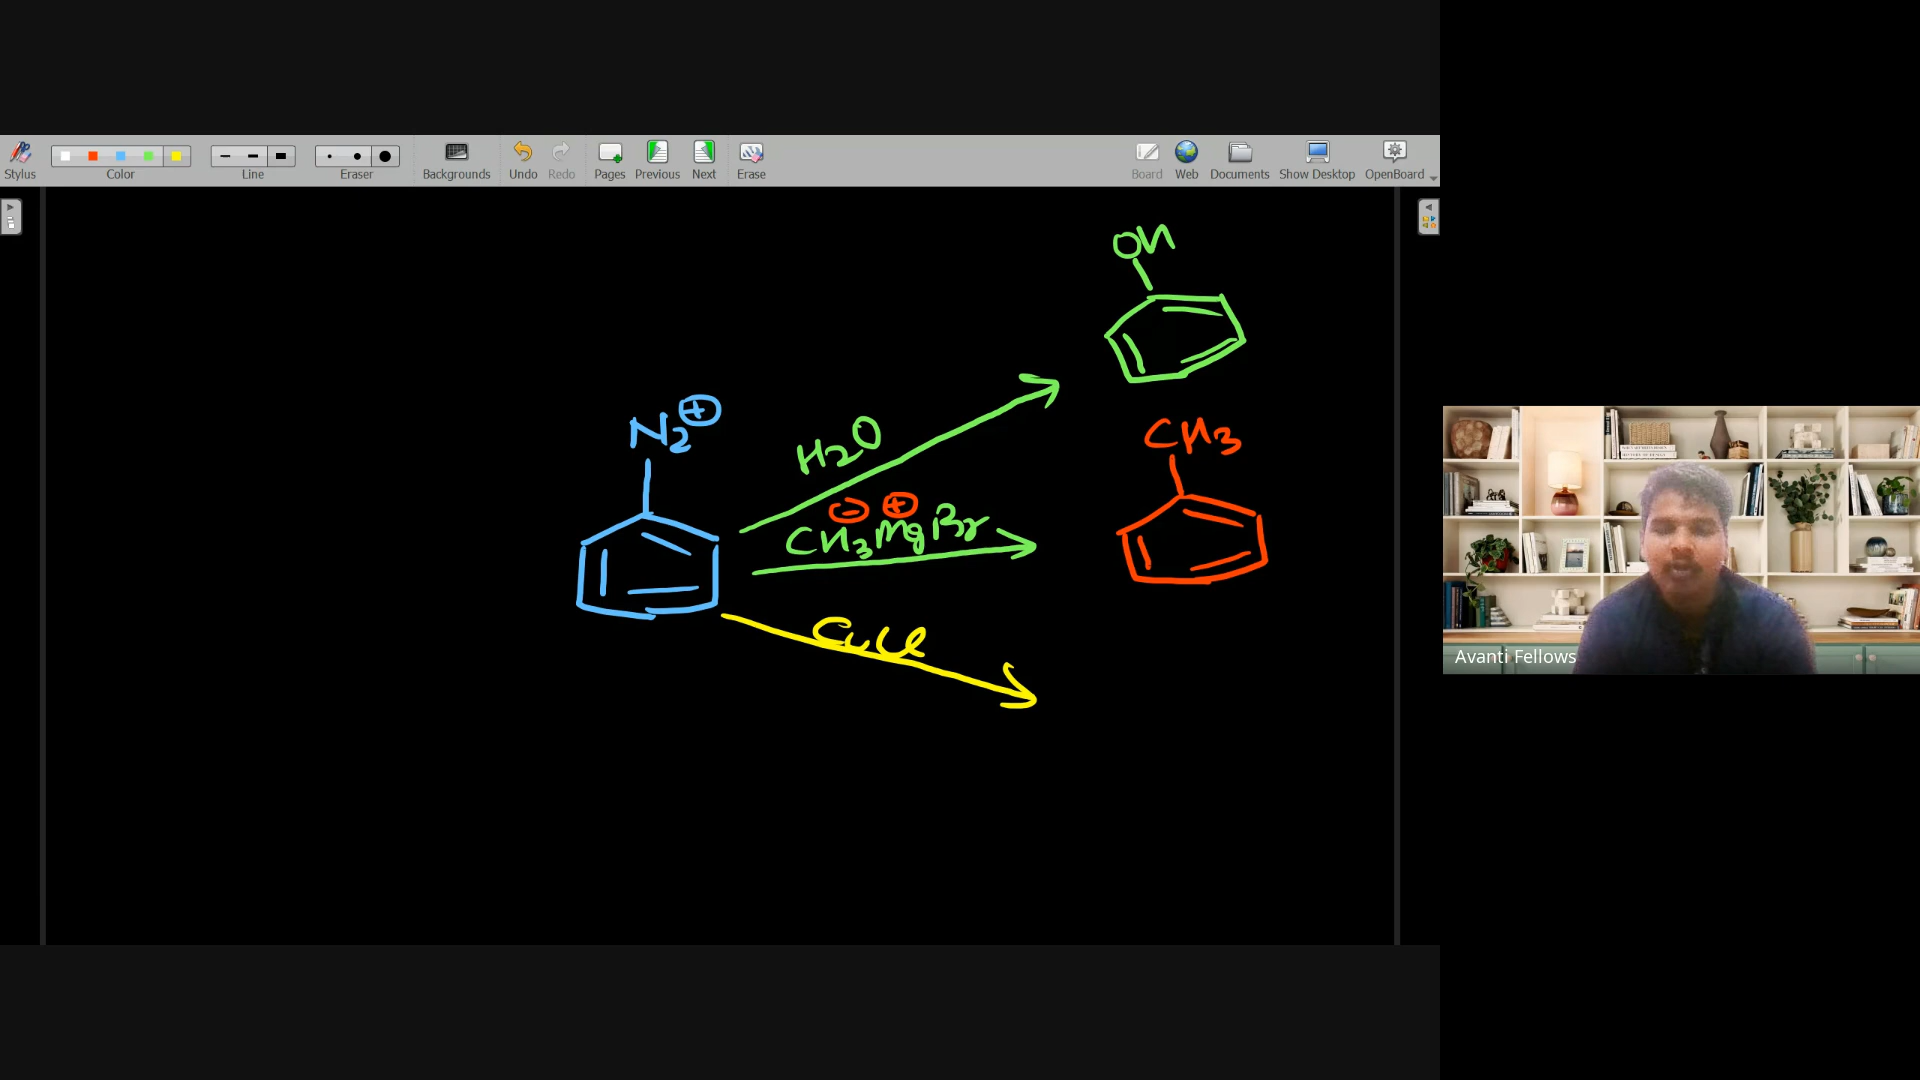 Stylus
Color
Line
Eraser
Backgrounds
Undo
Redo
Pages
Previous
Next
Erase
Board
Web
Documents
Show Desktop
OpenBoard
OH
N2⊕
H2O
CH3
⊖ ⊕
CH3MgBr
CuCl
Avanti Fellows